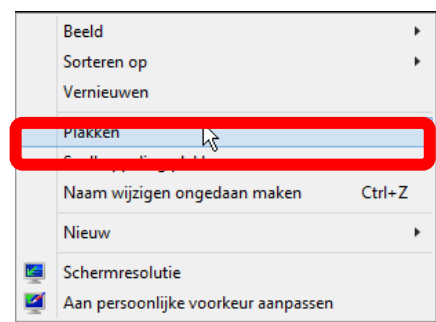 Beeld
Sorteren op
Vernieuwen
Plakken
Naam wijzigen ongedaan maken Ctrl+Z
Nieuw
Schermresolutie
Aan persoonlijke voorkeur aanpassen